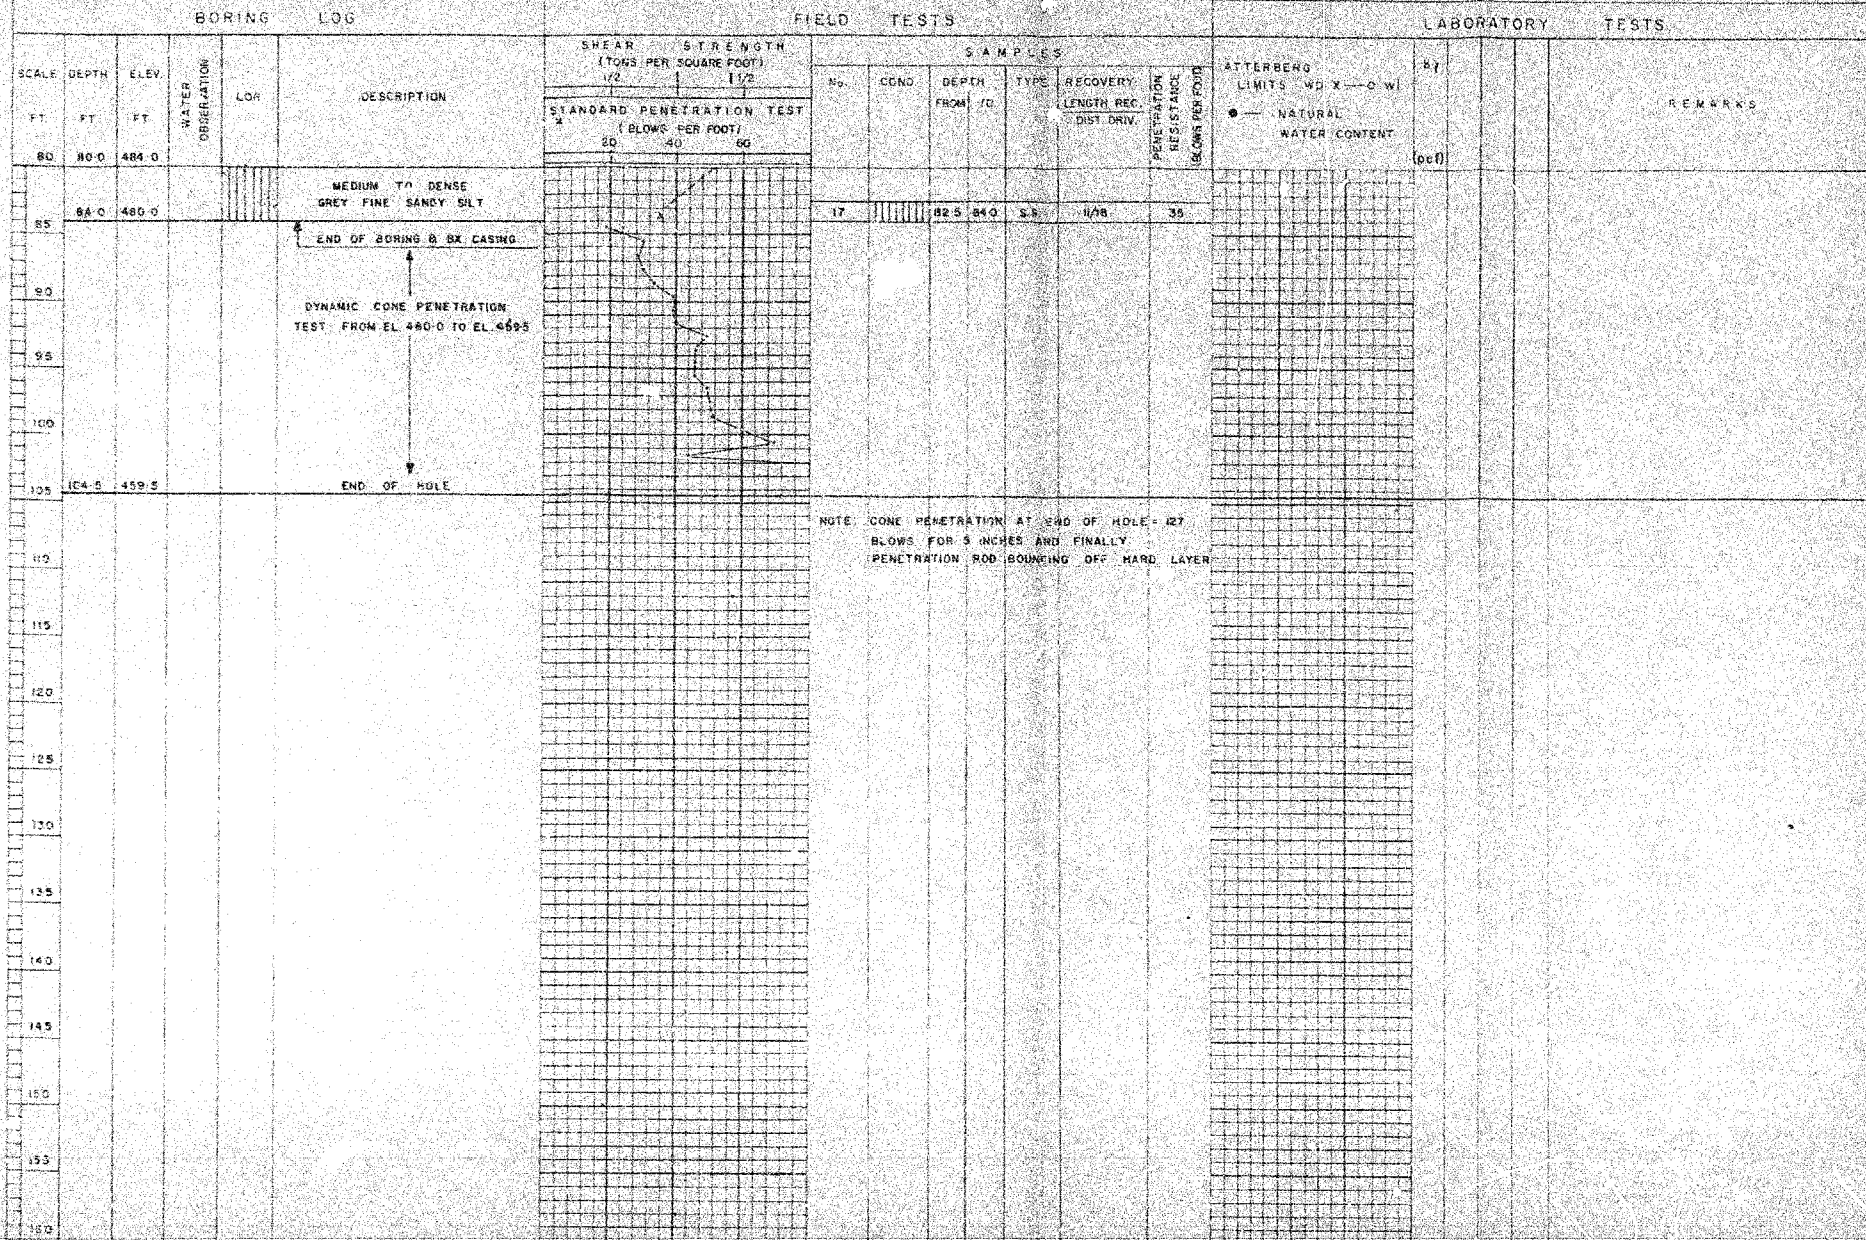 BORING LOG
FIELD TESTS
LABORATORY TESTS
SCALE
FT
DEPTH
FT
ELEV.
FT
WATER
OBSERVATION
LOG
DESCRIPTION
SHEAR STRENGTH
(TONS PER SQUARE FOOT)
1/2 1 1/2
STANDARD PENETRATION TEST
(BLOWS PER FOOT)
20 40 60
SAMPLES
No.
COND
DEPTH
FROM TO
TYPE
RECOVERY
LENGTH REC.
DIST. DRIV.
PENETRATION
RESISTANCE
(BLOWS PER FOOT)
ATTERBERG
LIMITS WP X—O WL
●— NATURAL
WATER CONTENT
(pcf)
REMARKS
80 80·0 484·0
MEDIUM TO DENSE
GREY FINE SANDY SILT
84·0 480·0
17 82·5 84·0 S.S. 11/18 35
85
END OF BORING & BX CASING
90
DYNAMIC CONE PENETRATION
TEST FROM EL. 480·0 TO EL. 459·5
95
100
105 104·5 459·5 END OF HOLE
NOTE: CONE PENETRATION AT END OF HOLE = 127
BLOWS FOR 5 INCHES AND FINALLY
PENETRATION ROD BOUNCING OFF HARD LAYER
110
115
120
125
130
135
140
145
150
155
160